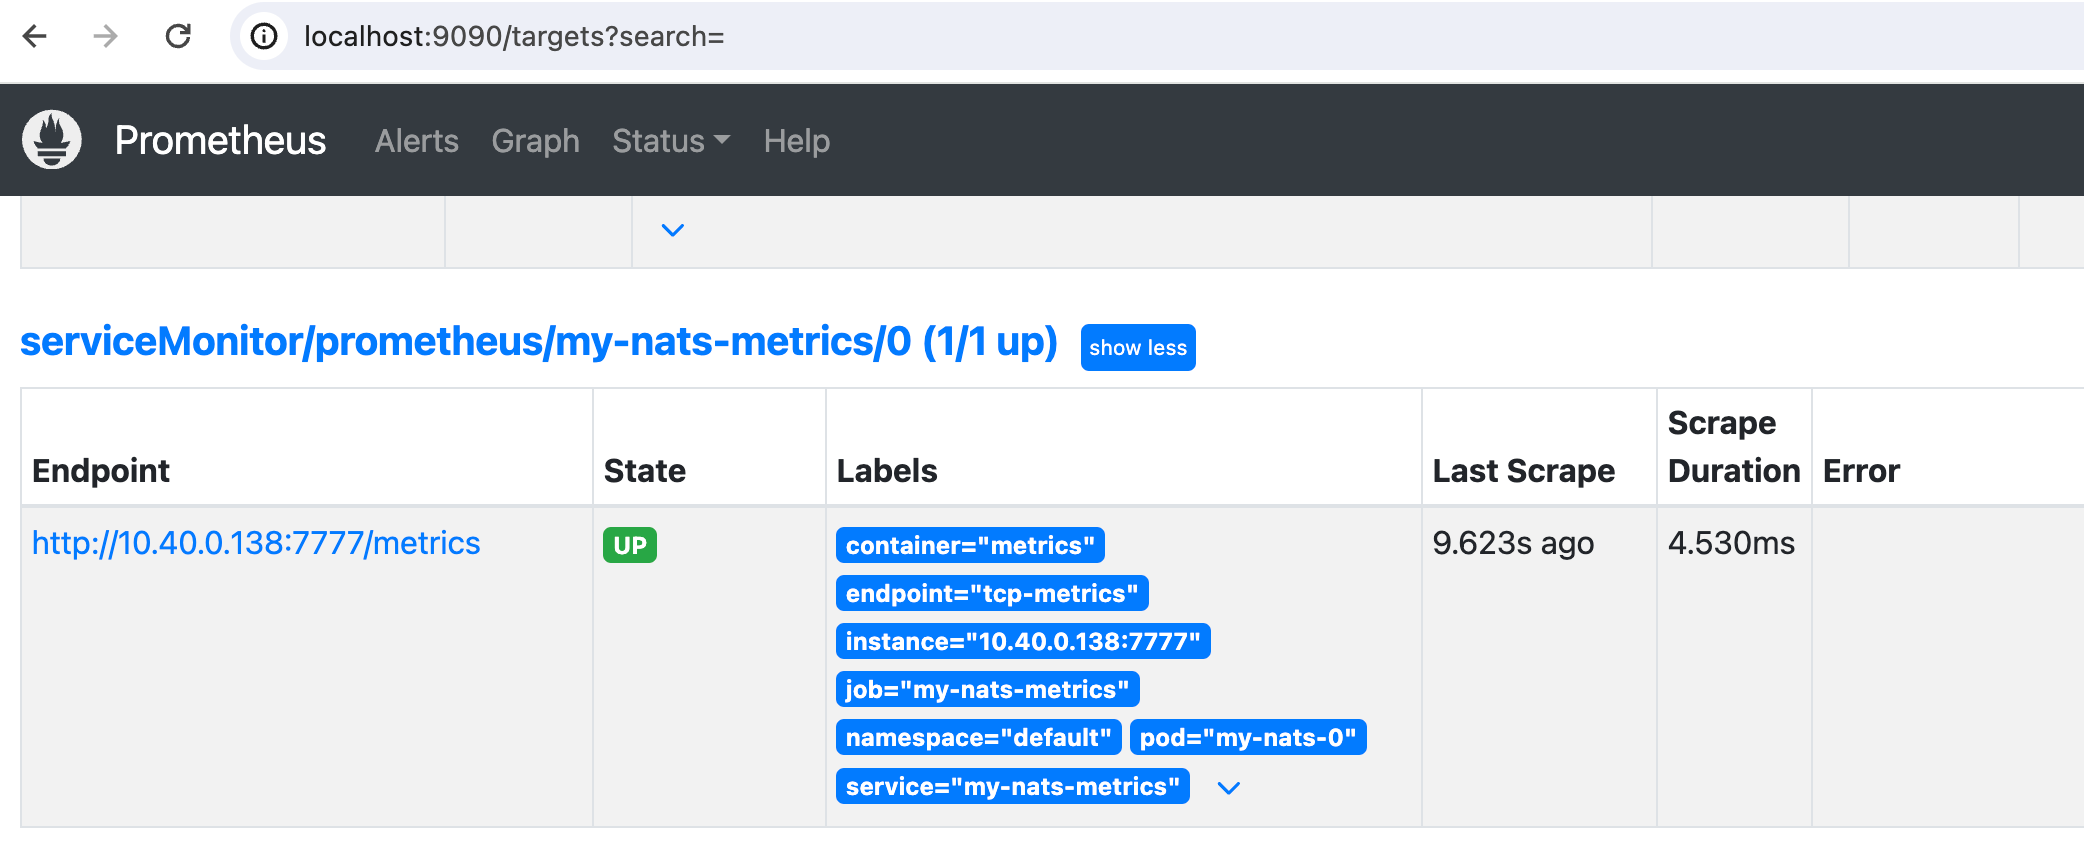 localhost:9090/targets?search=
Prometheus Alerts Graph Status Help
serviceMonitor/prometheus/my-nats-metrics/0 (1/1 up) show less
Endpoint State Labels Last Scrape Scrape Duration Error
http://10.40.0.138:7777/metrics UP container="metrics" 9.623s ago 4.530ms
endpoint="tcp-metrics"
instance="10.40.0.138:7777"
job="my-nats-metrics"
namespace="default" pod="my-nats-0"
service="my-nats-metrics"